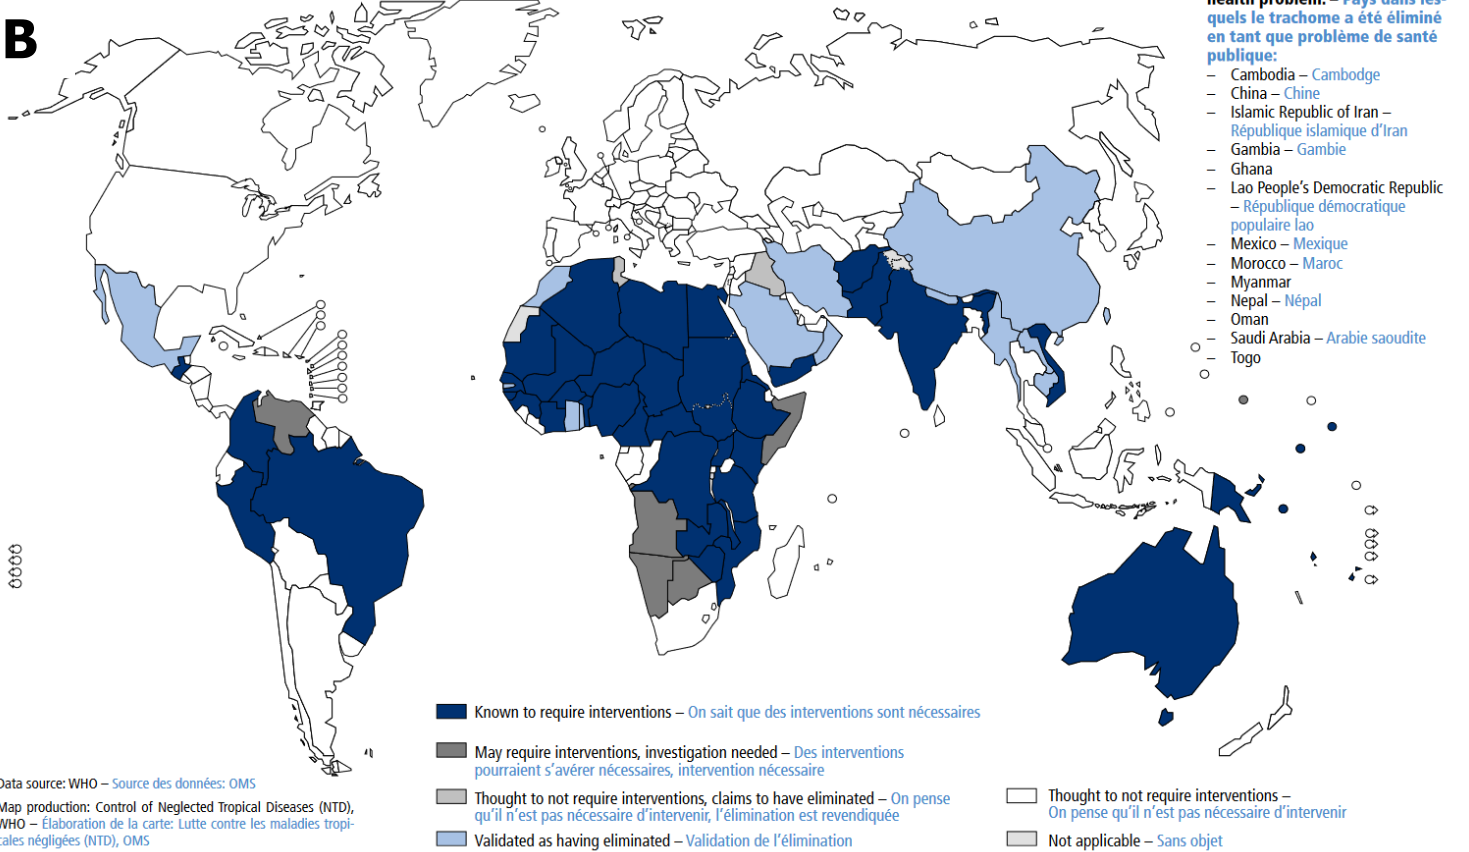 B
health problem. – Pays dans les-
quels le trachome a été éliminé
en tant que problème de santé
publique:
– Cambodia – Cambodge
– China – Chine
– Islamic Republic of Iran –
République islamique d’Iran
– Gambia – Gambie
– Ghana
– Lao People’s Democratic Republic
– République démocratique
populaire lao
– Mexico – Mexique
– Morocco – Maroc
– Myanmar
– Nepal – Népal
– Oman
– Saudi Arabia – Arabie saoudite
– Togo
Known to require interventions – On sait que des interventions sont nécessaires
May require interventions, investigation needed – Des interventions
pourraient s’avérer nécessaires, intervention nécessaire
Thought to not require interventions, claims to have eliminated – On pense
qu’il n’est pas nécessaire d’intervenir, l’élimination est revendiquée
Validated as having eliminated – Validation de l’élimination
Thought to not require interventions –
On pense qu’il n’est pas nécessaire d’intervenir
Not applicable – Sans objet
Data source: WHO – Source des données: OMS
Map production: Control of Neglected Tropical Diseases (NTD),
WHO – Élaboration de la carte: Lutte contre les maladies tropi-
cales négligées (NTD), OMS